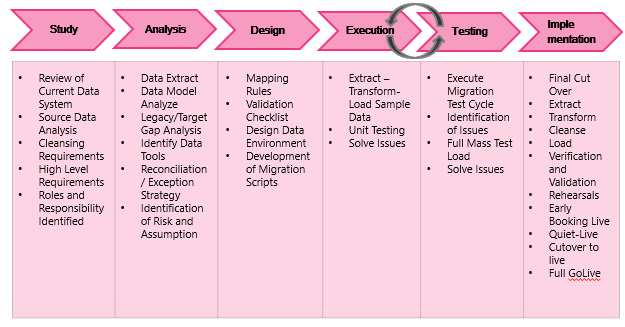 Study
Analysis
Design
Execution
Testing
Imple
mentation
• Review of
Current Data
System
• Source Data
Analysis
• Cleansing
Requirements
• High Level
Requirements
• Roles and
Responsibility
Identified
• Data Extract
• Data Model
Analyze
• Legacy/Target
Gap Analysis
• Identify Data
Tools
• Reconciliation
/ Exception
Strategy
• Identification
of Risk and
Assumption
• Mapping
Rules
• Validation
Checklist
• Design Data
Environment
• Development
of Migration
Scripts
• Extract –
Transform-
Load Sample
Data
• Unit Testing
• Solve Issues
• Execute
Migration
Test Cycle
• Identification
of Issues
• Full Mass Test
Load
• Solve Issues
• Final Cut
Over
• Extract
• Transform
• Cleanse
• Load
• Verification
and
Validation
• Rehearsals
• Early
Booking Live
• Quiet-Live
• Cutover to
live
• Full GoLive